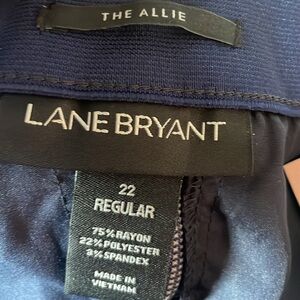 THE ALLIE
LANE BRYANT
22
REGULAR
75% RAYON
22% POLYESTER
3% SPANDEX
MADE IN
VIETNAM